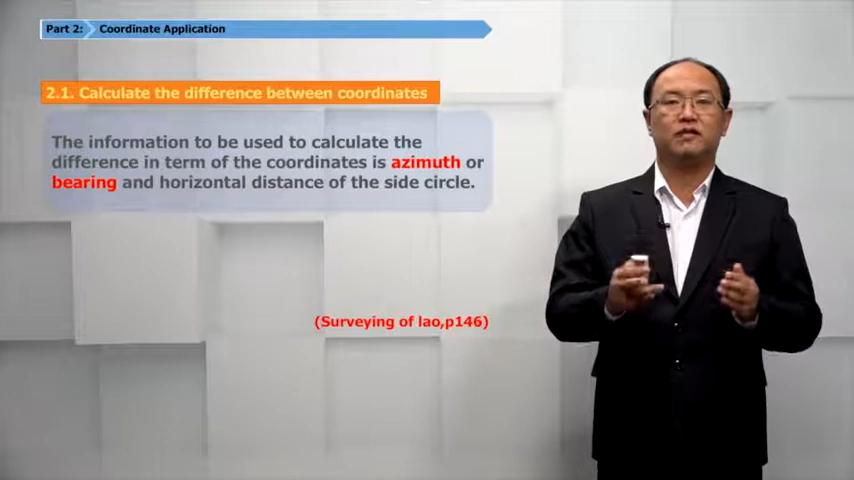 Part 2: Coordinate Application
2.1. Calculate the difference between coordinates
The information to be used to calculate the
difference in term of the coordinates is azimuth or
bearing and horizontal distance of the side circle.
(Surveying of lao,p146)